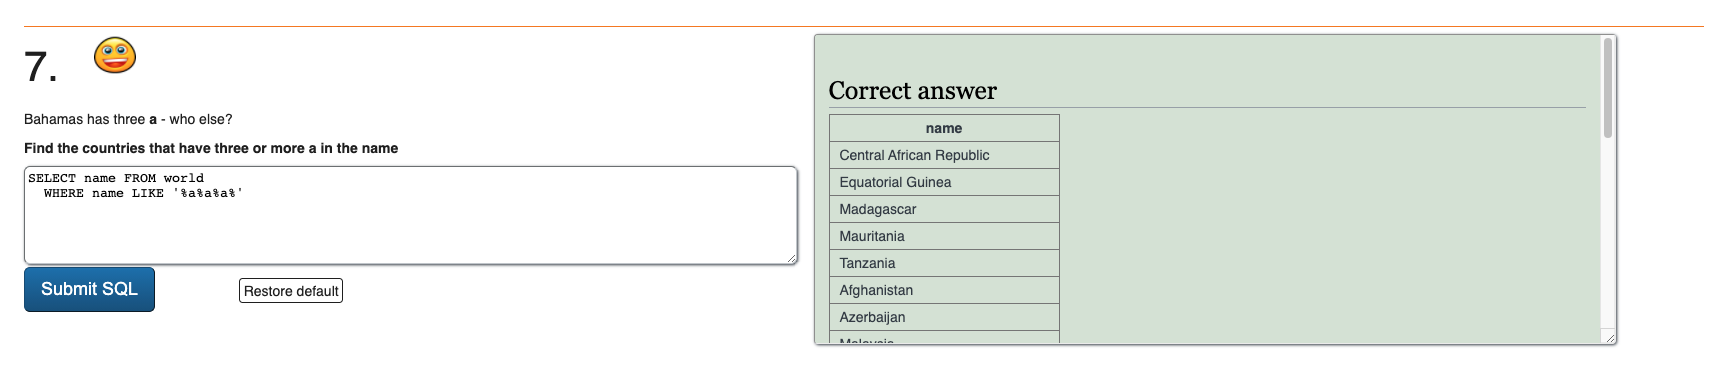 7.
Bahamas has three a - who else?
Find the countries that have three or more a in the name
SELECT name FROM world
  WHERE name LIKE '%a%a%a%'
Submit SQL
Restore default
Correct answer
name
Central African Republic
Equatorial Guinea
Madagascar
Mauritania
Tanzania
Afghanistan
Azerbaijan